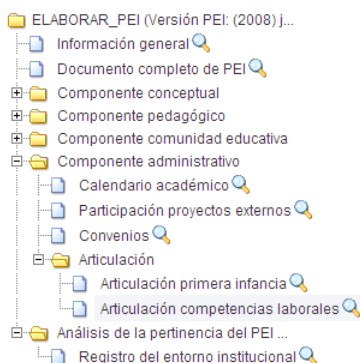 ELABORAR_PEI (Versión PEI: (2008) j...
Información general
Documento completo de PEI
Componente conceptual
Componente pedagógico
Componente comunidad educativa
Componente administrativo
Calendario académico
Participación proyectos externos
Convenios
Articulación
Articulación primera infancia
Articulación competencias laborales
Análisis de la pertinencia del PEI ...
Registro del entorno institucional